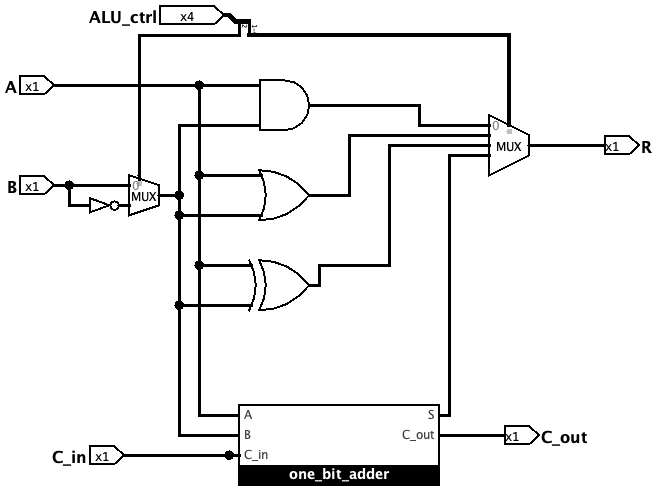 ALU_ctrl x4
A x1
0
MUX
x1 R
B x1
0
MUX
A
S
B
C_out
x1 C_out
C_in x1
C_in
one_bit_adder